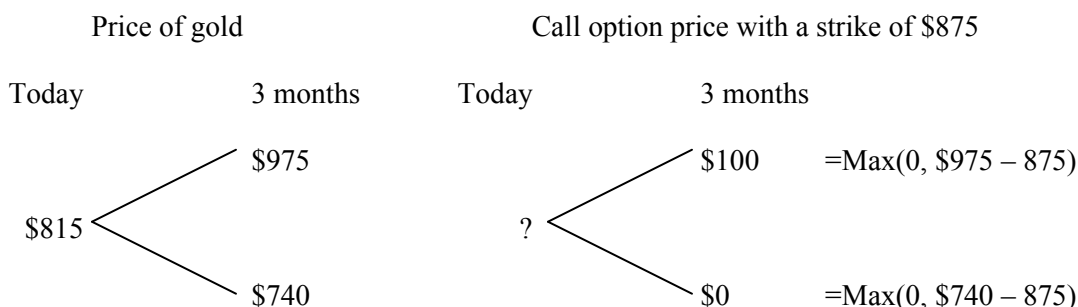 Price of gold Call option price with a strike of $875
Today 3 months Today 3 months
$975 $100 =Max(0, $975 – 875)
$815 ?
$740 $0 =Max(0, $740 – 875)